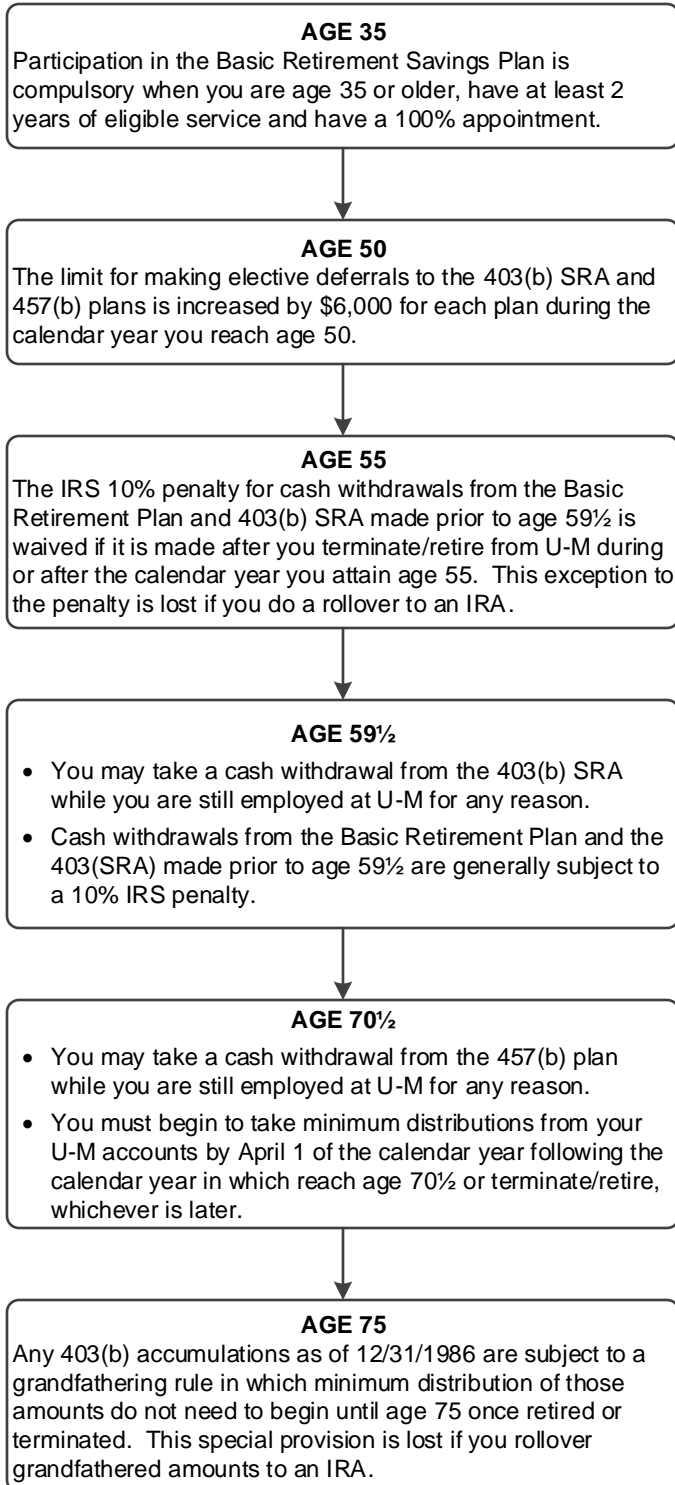 AGE 35
Participation in the Basic Retirement Savings Plan is
compulsory when you are age 35 or older, have at least 2
years of eligible service and have a 100% appointment.
AGE 50
The limit for making elective deferrals to the 403(b) SRA and
457(b) plans is increased by $6,000 for each plan during the
calendar year you reach age 50.
AGE 55
The IRS 10% penalty for cash withdrawals from the Basic
Retirement Plan and 403(b) SRA made prior to age 59½ is
waived if it is made after you terminate/retire from U-M during
or after the calendar year you attain age 55.  This exception to
the penalty is lost if you do a rollover to an IRA.
AGE 59½
• You may take a cash withdrawal from the 403(b) SRA
while you are still employed at U-M for any reason.
• Cash withdrawals from the Basic Retirement Plan and the
403(SRA) made prior to age 59½ are generally subject to
a 10% IRS penalty.
AGE 70½
• You may take a cash withdrawal from the 457(b) plan
while you are still employed at U-M for any reason.
• You must begin to take minimum distributions from your
U-M accounts by April 1 of the calendar year following the
calendar year in which reach age 70½ or terminate/retire,
whichever is later.
AGE 75
Any 403(b) accumulations as of 12/31/1986 are subject to a
grandfathering rule in which minimum distribution of those
amounts do not need to begin until age 75 once retired or
terminated.  This special provision is lost if you rollover
grandfathered amounts to an IRA.